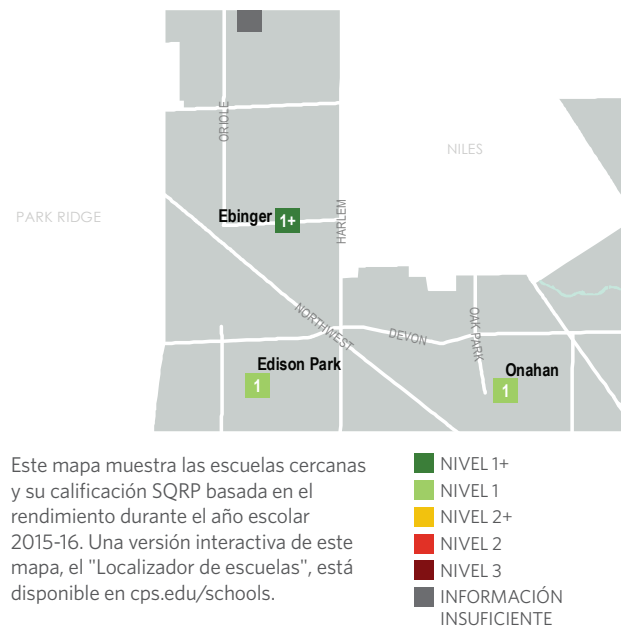 ORIOLE
NILES
PARK RIDGE
Ebinger 1+
HARLEM
NORTHWEST
DEVON
OAK PARK
Edison Park
1
Onahan
1
Este mapa muestra las escuelas cercanas
y su calificación SQRP basada en el
rendimiento durante el año escolar
2015-16. Una versión interactiva de este
mapa, el "Localizador de escuelas", está
disponible en cps.edu/schools.
NIVEL 1+
NIVEL 1
NIVEL 2+
NIVEL 2
NIVEL 3
INFORMACIÓN
INSUFICIENTE